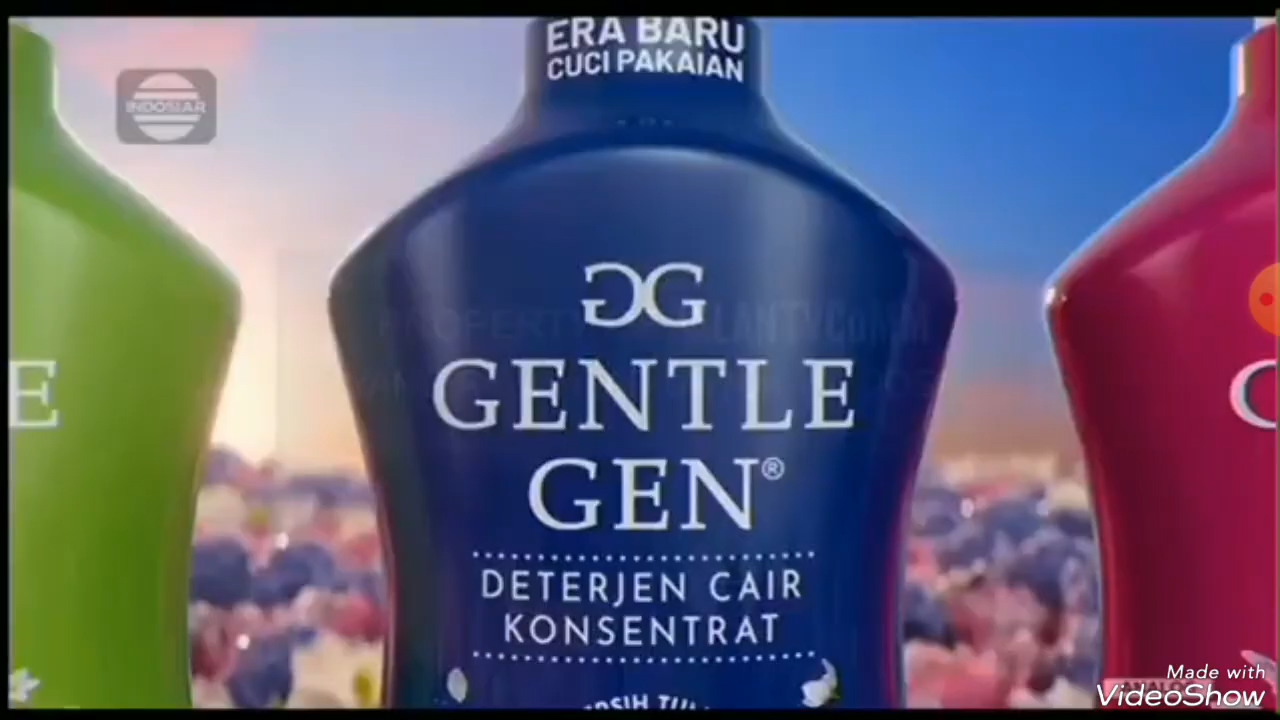 ERA BARU
CUCI PAKAIAN
INDOSIAR
GG
GENTLE
GEN®
DETERJEN CAIR
KONSENTRAT
E
Made with
VideoShow